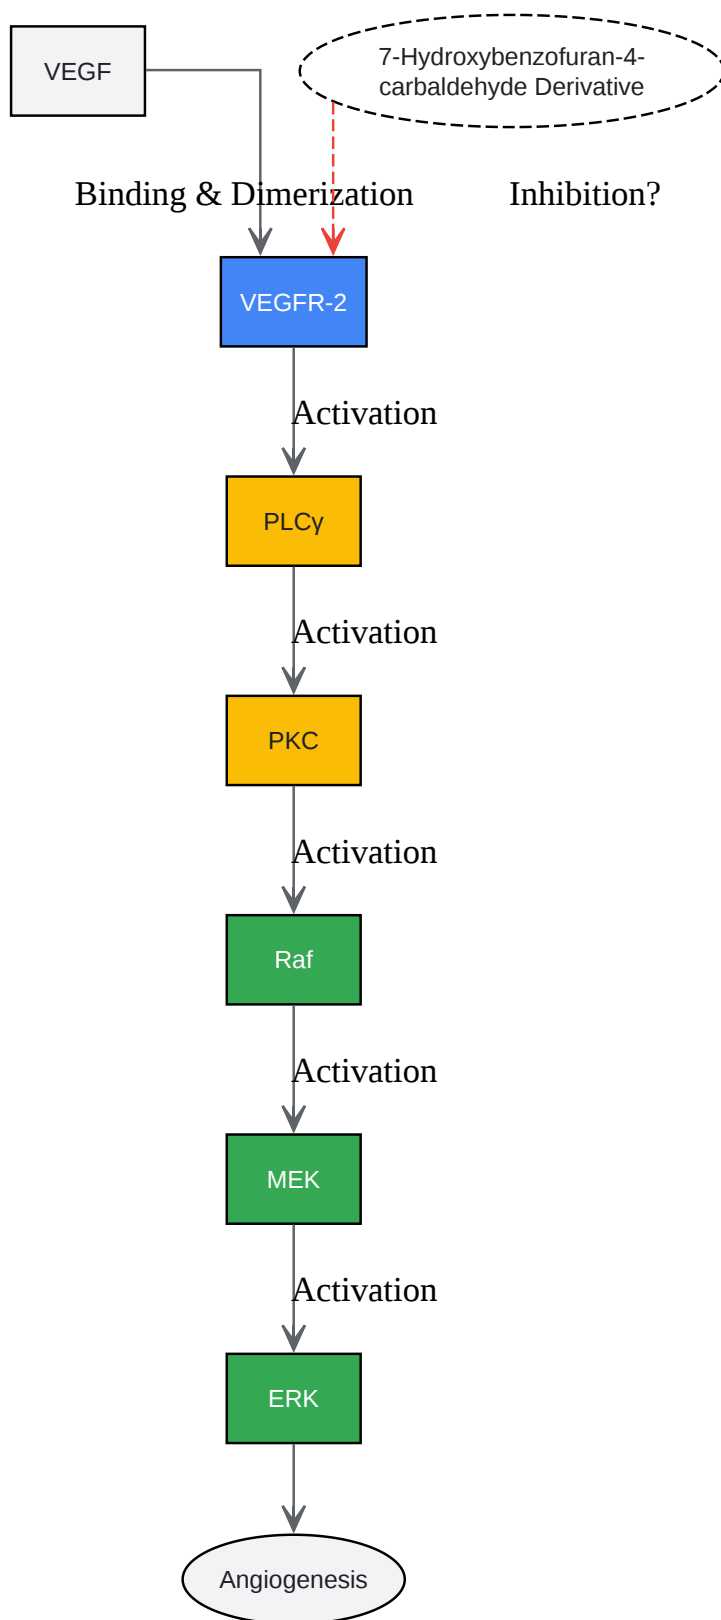 VEGF
7-Hydroxybenzofuran-4-
carbaldehyde Derivative
Binding & Dimerization
Inhibition?
VEGFR-2
Activation
PLCγ
Activation
PKC
Activation
Raf
Activation
MEK
Activation
ERK
Angiogenesis